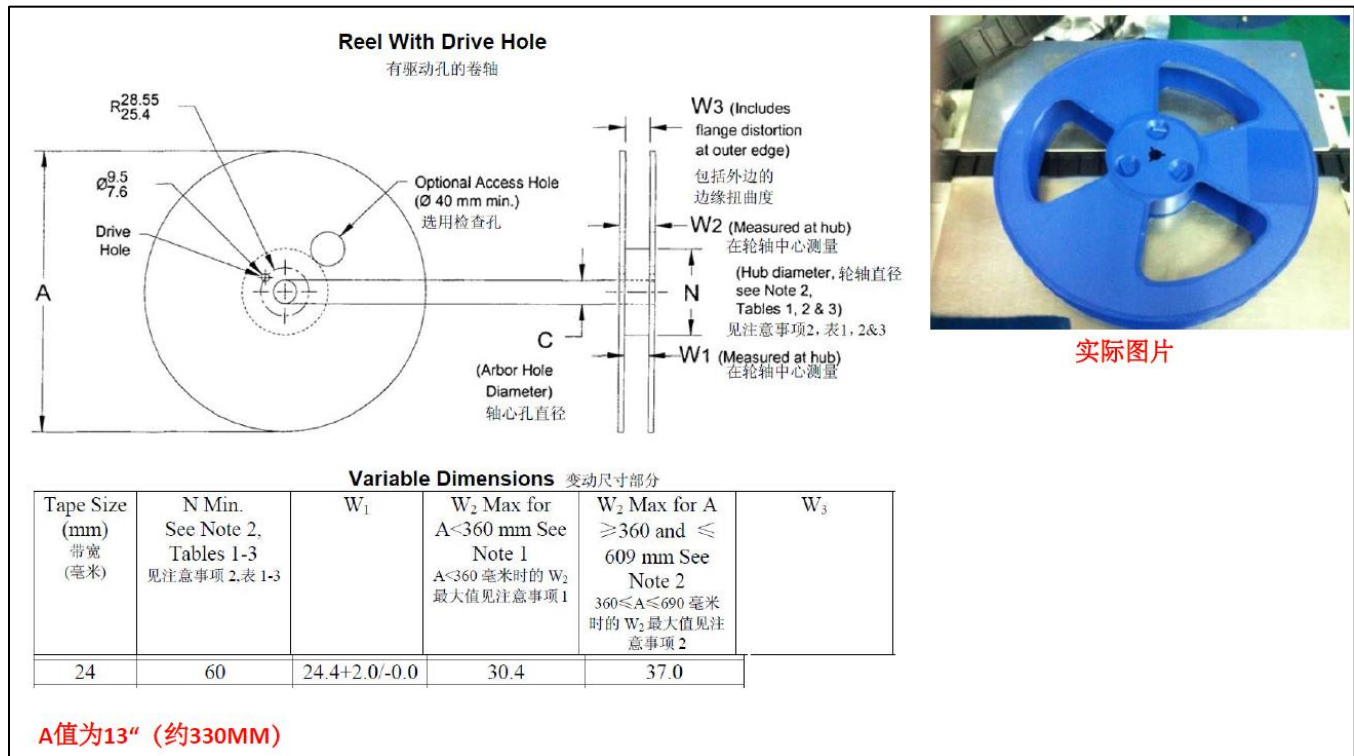 Reel With Drive Hole
有驱动孔的卷轴
R28.55
25.4
Ø9.5
7.6
Drive
Hole
A
Optional Access Hole
(Ø 40 mm min.)
选用检查孔
W3 (Includes
flange distortion
at outer edge)
包括外边的
边缘扭曲度
W2 (Measured at hub)
在轮轴中心测量
N
(Hub diameter, 轮轴直径
see Note 2,
Tables 1, 2 & 3)
见注意事项2，表1，2&3
C
W1 (Measured at hub)
在轮轴中心测量
(Arbor Hole
Diameter)
轴心孔直径
实际图片
Variable Dimensions 变动尺寸部分
Tape Size
(mm)
带宽
(毫米)
N Min.
See Note 2,
Tables 1-3
见注意事项 2,表 1-3
W1
W2 Max for
A<360 mm See
Note 1
A<360 毫米时的 W2
最大值见注意事项 1
W2 Max for A
≥360 and ≤
609 mm See
Note 2
360≤A≤690 毫米
时的 W2 最大值见注
意事项 2
W3
24 60 24.4+2.0/-0.0 30.4 37.0
A值为13“（约330MM）